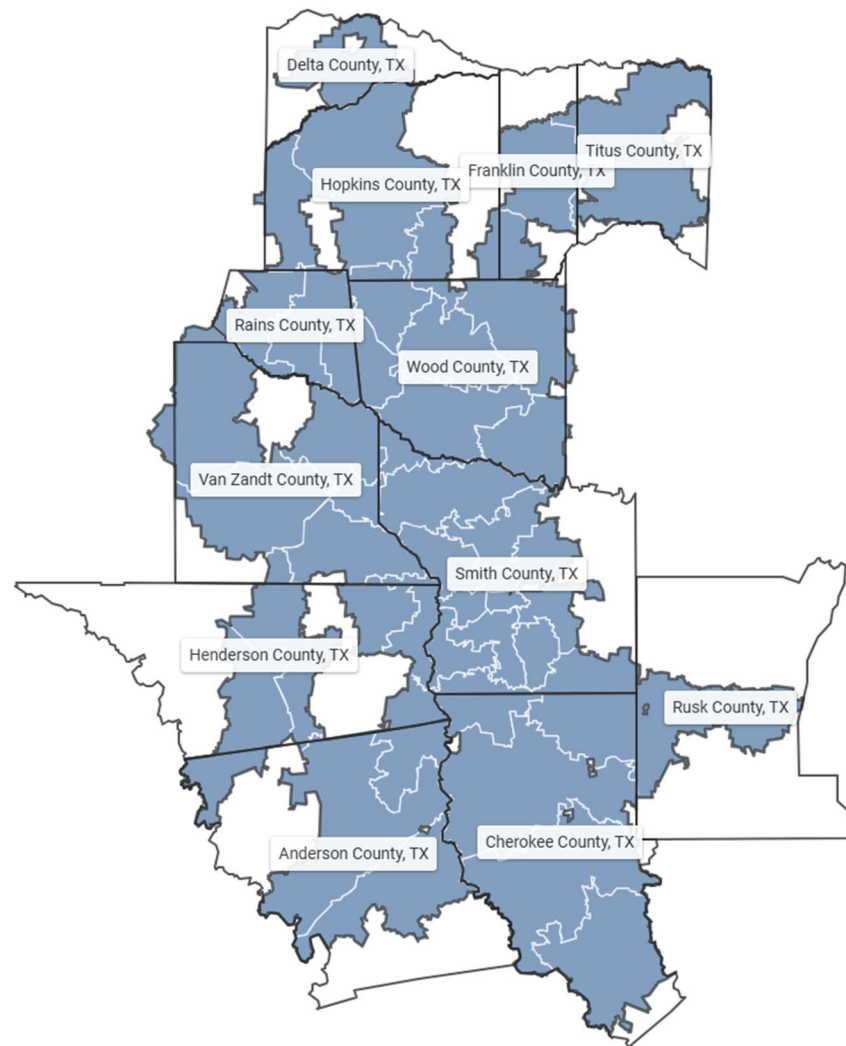 Delta County, TX
Titus County, TX
Franklin County, TX
Hopkins County, TX
Rains County, TX
Wood County, TX
Van Zandt County, TX
Smith County, TX
Henderson County, TX
Rusk County, TX
Cherokee County, TX
Anderson County, TX